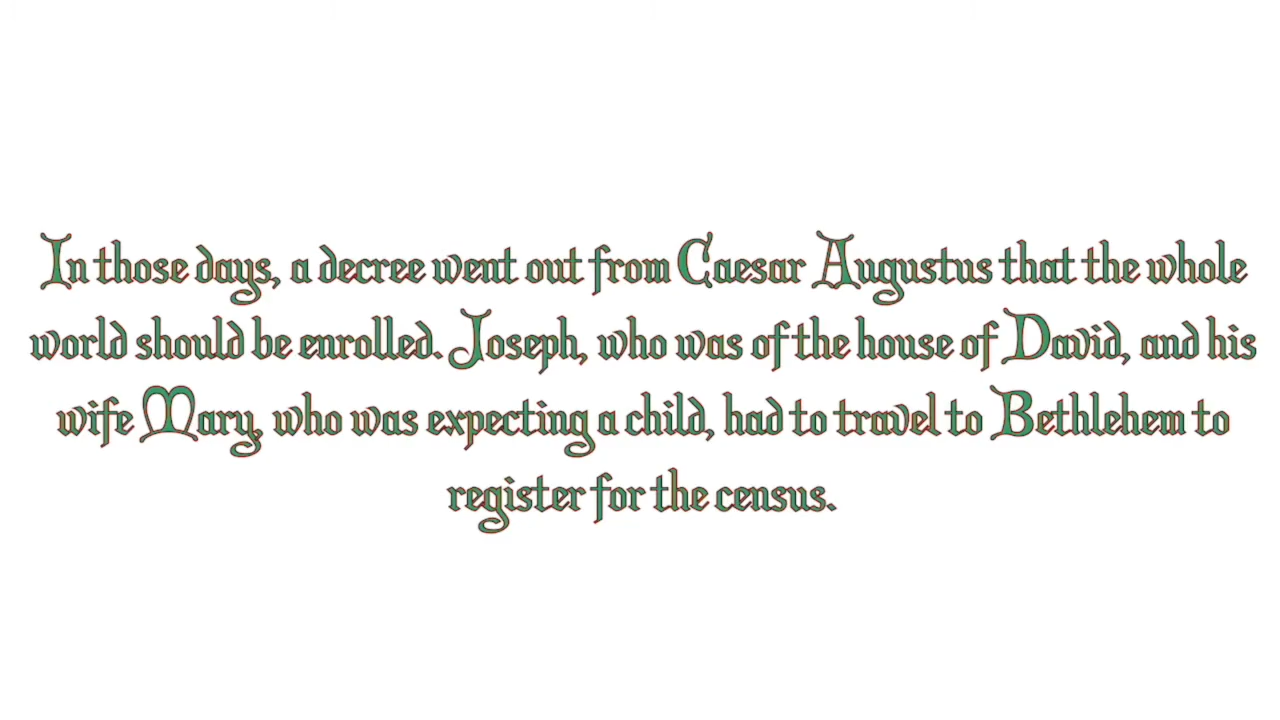 In those days, a decree went out from Caesar Augustus that the whole
world should be enrolled. Joseph, who was of the house of David, and his
wife Mary, who was expecting a child, had to travel to Bethlehem to
register for the census.